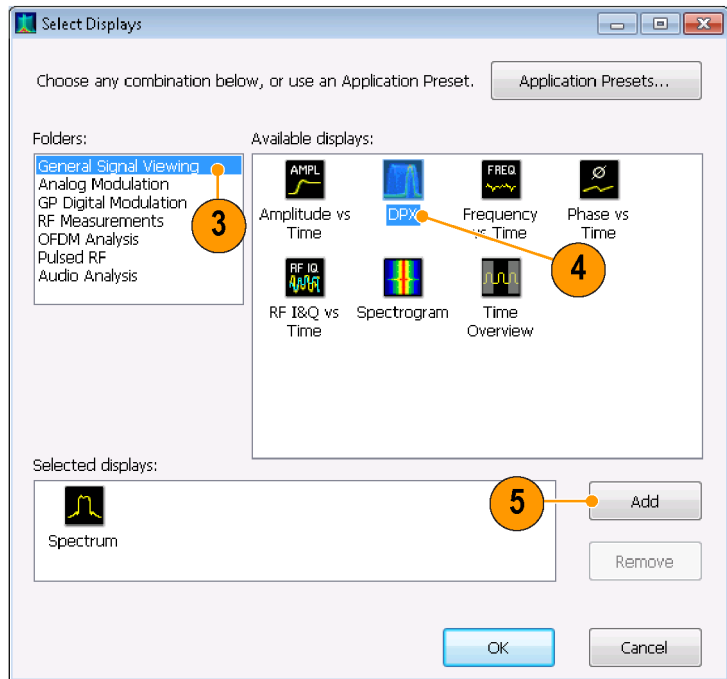 Select Displays
Choose any combination below, or use an Application Preset.
Application Presets...
Folders:
General Signal Viewing
Analog Modulation
GP Digital Modulation
RF Measurements
OFDM Analysis
Pulsed RF
Audio Analysis
3
Available displays:
AMPL
FREQ
Ø
Amplitude vs
Time
DPX
Frequency
vs Time
Phase vs
Time
4
RF IQ
RF I&Q vs
Time
Spectrogram
Time
Overview
Selected displays:
Spectrum
5
Add
Remove
OK
Cancel